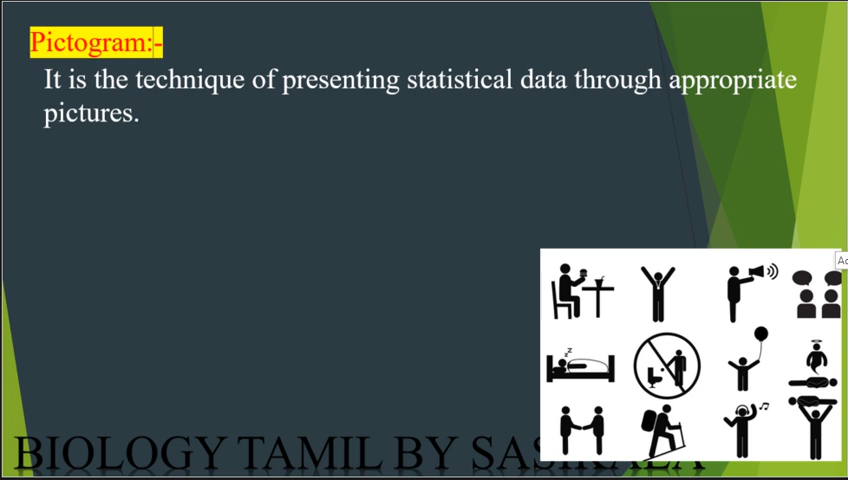 Pictogram:-
It is the technique of presenting statistical data through appropriate
pictures.
z z
BIOLOGY TAMIL BY SASIKALA